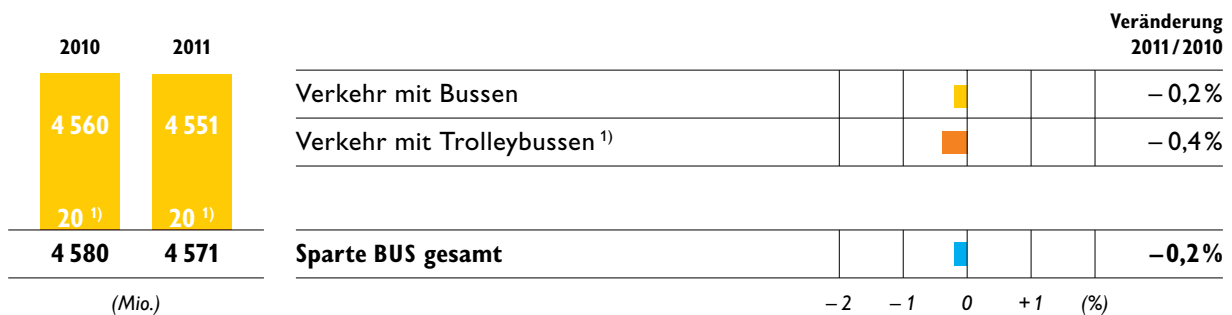 Veränderung
2010 2011 2011/2010
Verkehr mit Bussen – 0,2%
4 560 4 551
Verkehr mit Trolleybussen 1) – 0,4%
20 1) 20 1)
4 580 4 571 Sparte BUS gesamt –0,2%
(Mio.) – 2 – 1 0 +1 (%)